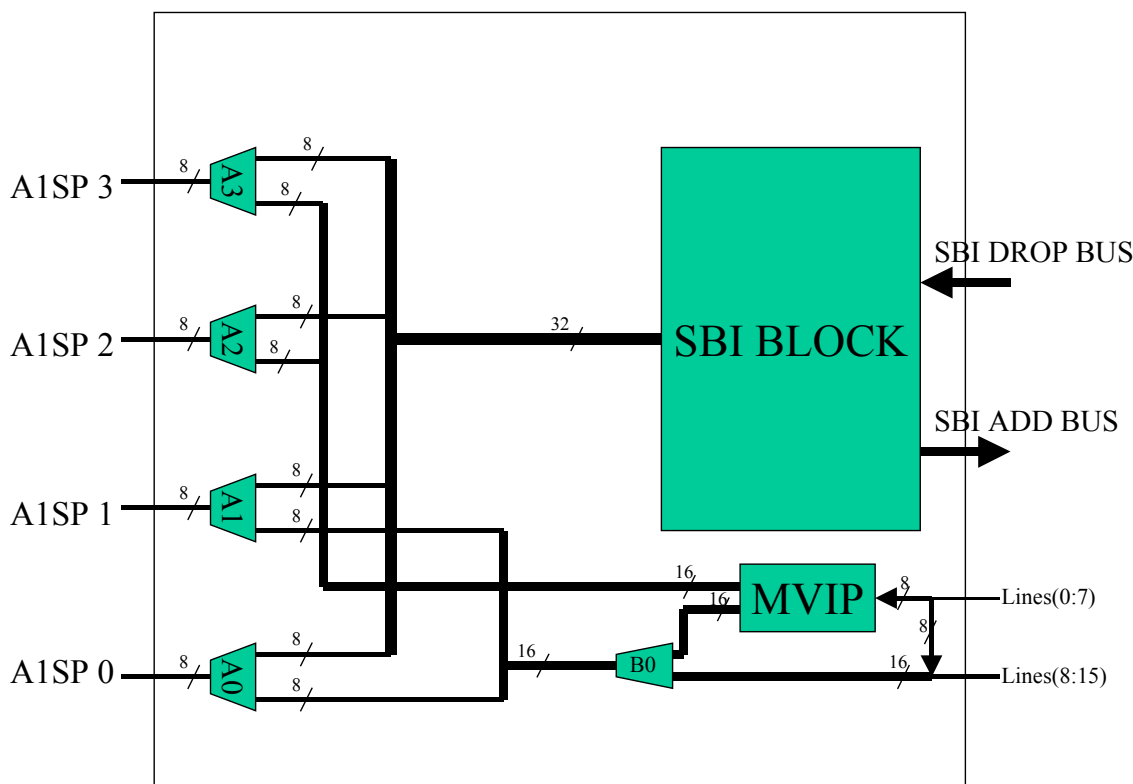 8
8
A3
A1SP 3
8
SBI DROP BUS
8
8
A2
A1SP 2
8
32
SBI BLOCK
SBI ADD BUS
8
8
A1
A1SP 1
8
16
16
MVIP
8
Lines(0:7)
8
8
8
A0
A1SP 0
8
16
B0
16
Lines(8:15)